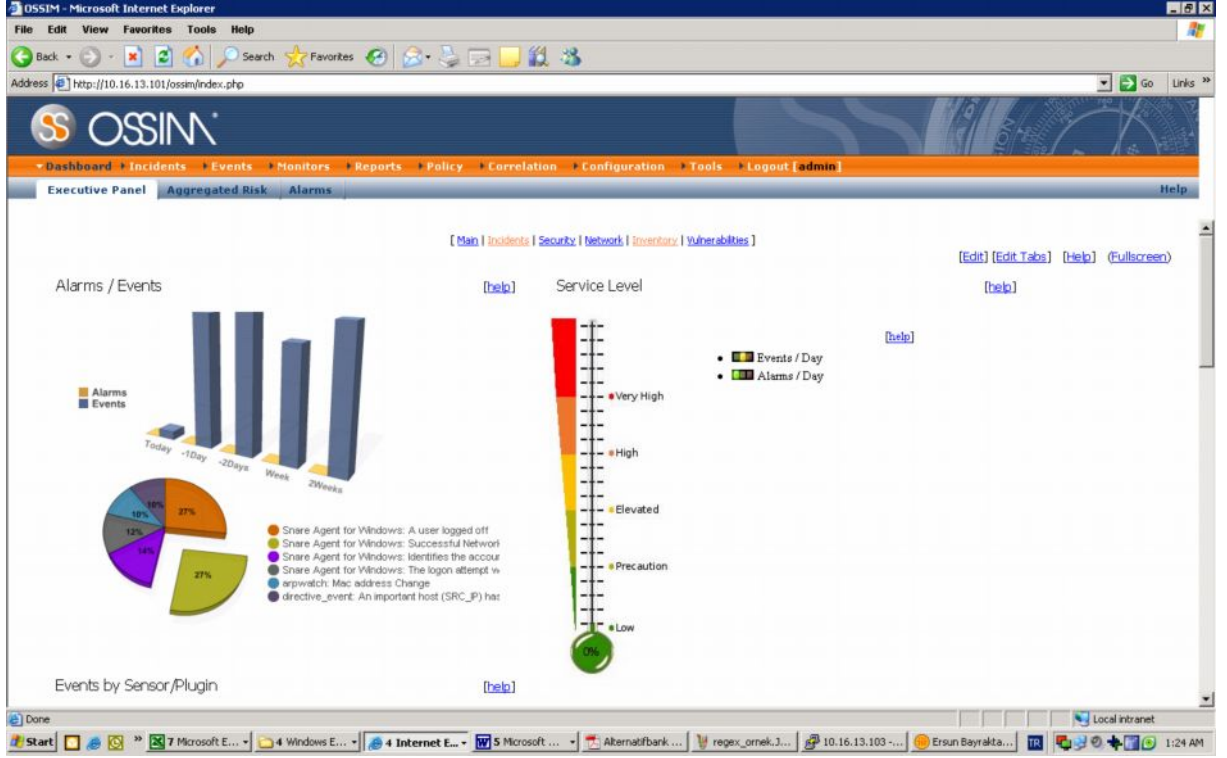 OSSIM - Microsoft Internet Explorer
File Edit View Favorites Tools Help
Back Search Favorites
Address http://10.16.13.101/ossim/index.php Go Links »
OSSIM
Dashboard Incidents Events Monitors Reports Policy Correlation Configuration Tools Logout [admin]
Executive Panel Aggregated Risk Alarms Help
[ Main | Incidents | Security | Network | Inventory | Vulnerabilities ]
[Edit] [Edit Tabs] [Help] (Fullscreen)
Alarms / Events [help] Service Level [help]
[help]
Events / Day
Alarms / Day
Alarms
Events
Today -1Day -2Days Week 2Weeks
Very High
High
Elevated
Precaution
Low
0%
10% 27%
10%
12%
14%
27%
Snare Agent for Windows: A user logged off
Snare Agent for Windows: Successful Network
Snare Agent for Windows: Identifies the accour
Snare Agent for Windows: The logon attempt w
arpwatch: Mac address Change
directive_event: An important host (SRC_IP) has
Events by Sensor/Plugin [help]
Done Local intranet
Start » 7 Microsoft E... 4 Windows E... 4 Internet E... 5 Microsoft ... Alternatifbank ... regex_ornek.J... 10.16.13.103 -... Ersun Bayrakta... TR 1:24 AM